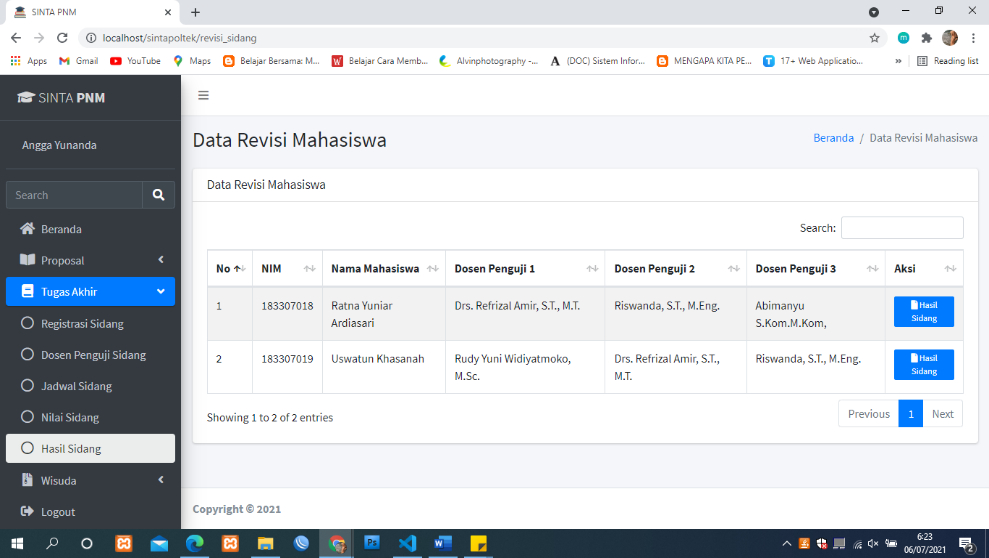 SINTA PNM
localhost/sintapoltek/revisi_sidang
Apps
Gmail
YouTube
Maps
Belajar Bersama: M...
Belajar Cara Memb...
Alvinphotography -...
(DOC) Sistem Infor...
MENGAPA KITA PE...
17+ Web Applicatio...
»
Reading list
SINTA PNM
Angga Yunanda
Search
Beranda
Proposal
Tugas Akhir
Registrasi Sidang
Dosen Penguji Sidang
Jadwal Sidang
Nilai Sidang
Hasil Sidang
Wisuda
Logout
Data Revisi Mahasiswa
Beranda / Data Revisi Mahasiswa
Data Revisi Mahasiswa
Search:
No NIM Nama Mahasiswa Dosen Penguji 1 Dosen Penguji 2 Dosen Penguji 3 Aksi
1 183307018 Ratna Yuniar Drs. Refrizal Amir, S.T., M.T. Riswanda, S.T., M.Eng. Abimanyu Hasil
Ardiasari S.Kom.M.Kom, Sidang
2 183307019 Uswatun Khasanah Rudy Yuni Widiyatmoko, Drs. Refrizal Amir, S.T., Riswanda, S.T., M.Eng. Hasil
M.Sc. M.T. Sidang
Showing 1 to 2 of 2 entries
Previous 1 Next
Copyright © 2021
6:23
06/07/2021
2